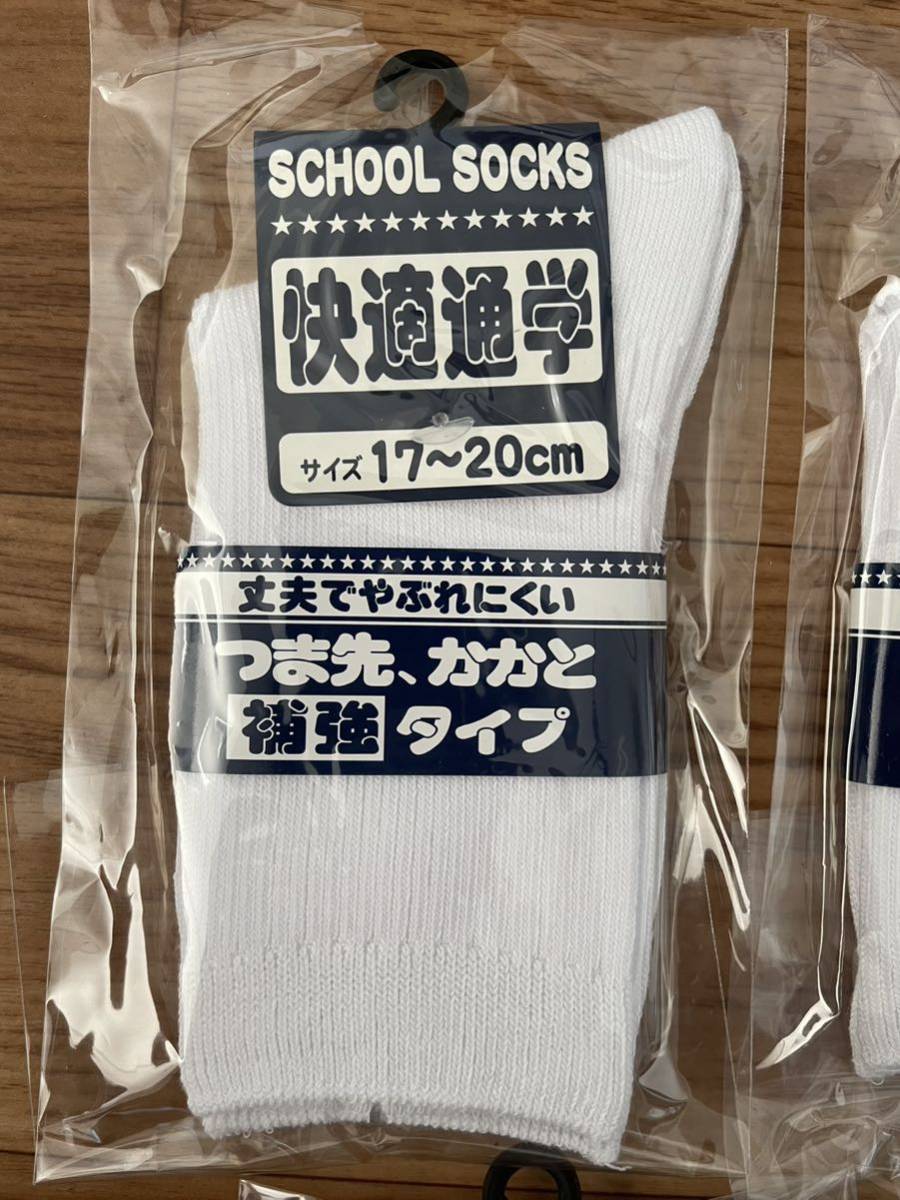 SCHOOL SOCKS
★★★★★★★★★★★★
快適通学
サイズ 17～20cm
丈夫でやぶれにくい
つま先、かかと
補強タイプ